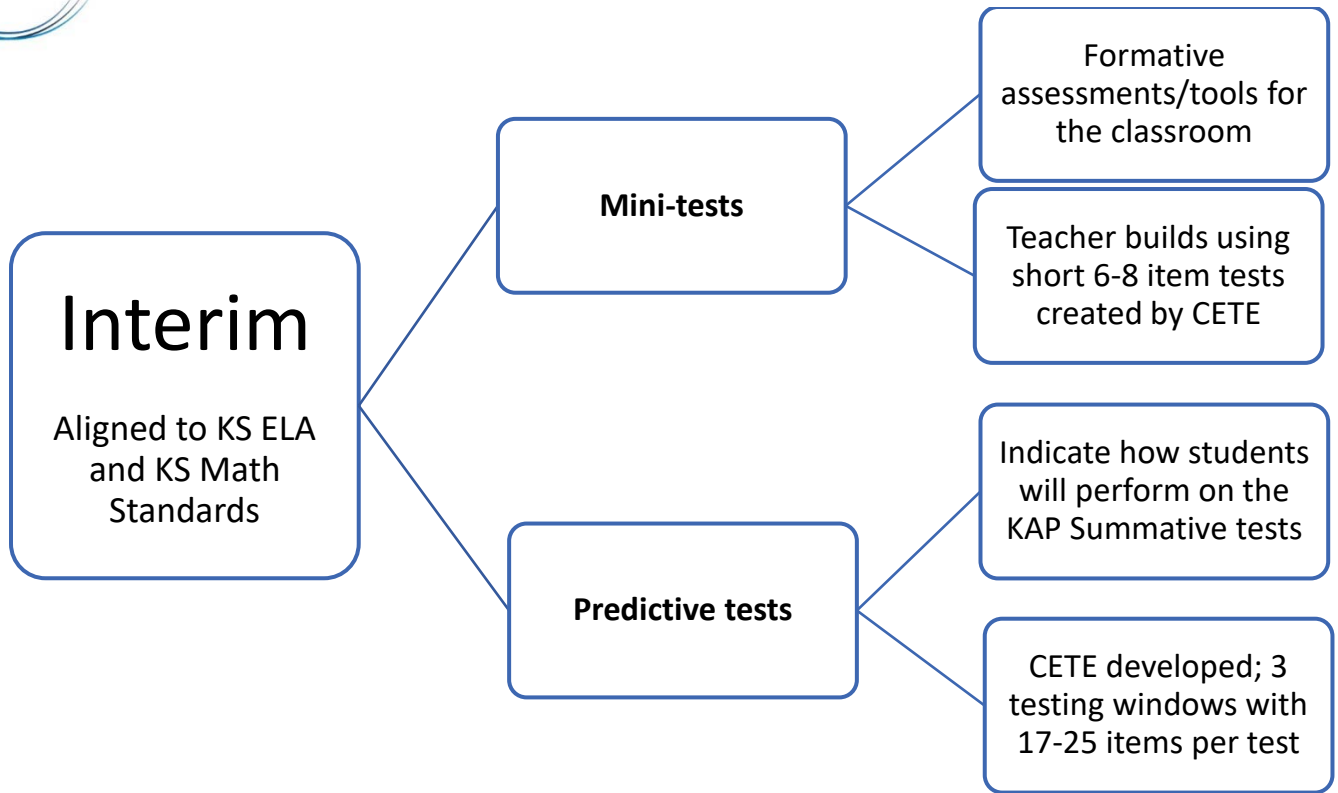 Interim
Aligned to KS ELA
and KS Math
Standards
Mini-tests
Formative
assessments/tools for
the classroom
Teacher builds using
short 6-8 item tests
created by CETE
Predictive tests
Indicate how students
will perform on the
KAP Summative tests
CETE developed; 3
testing windows with
17-25 items per test